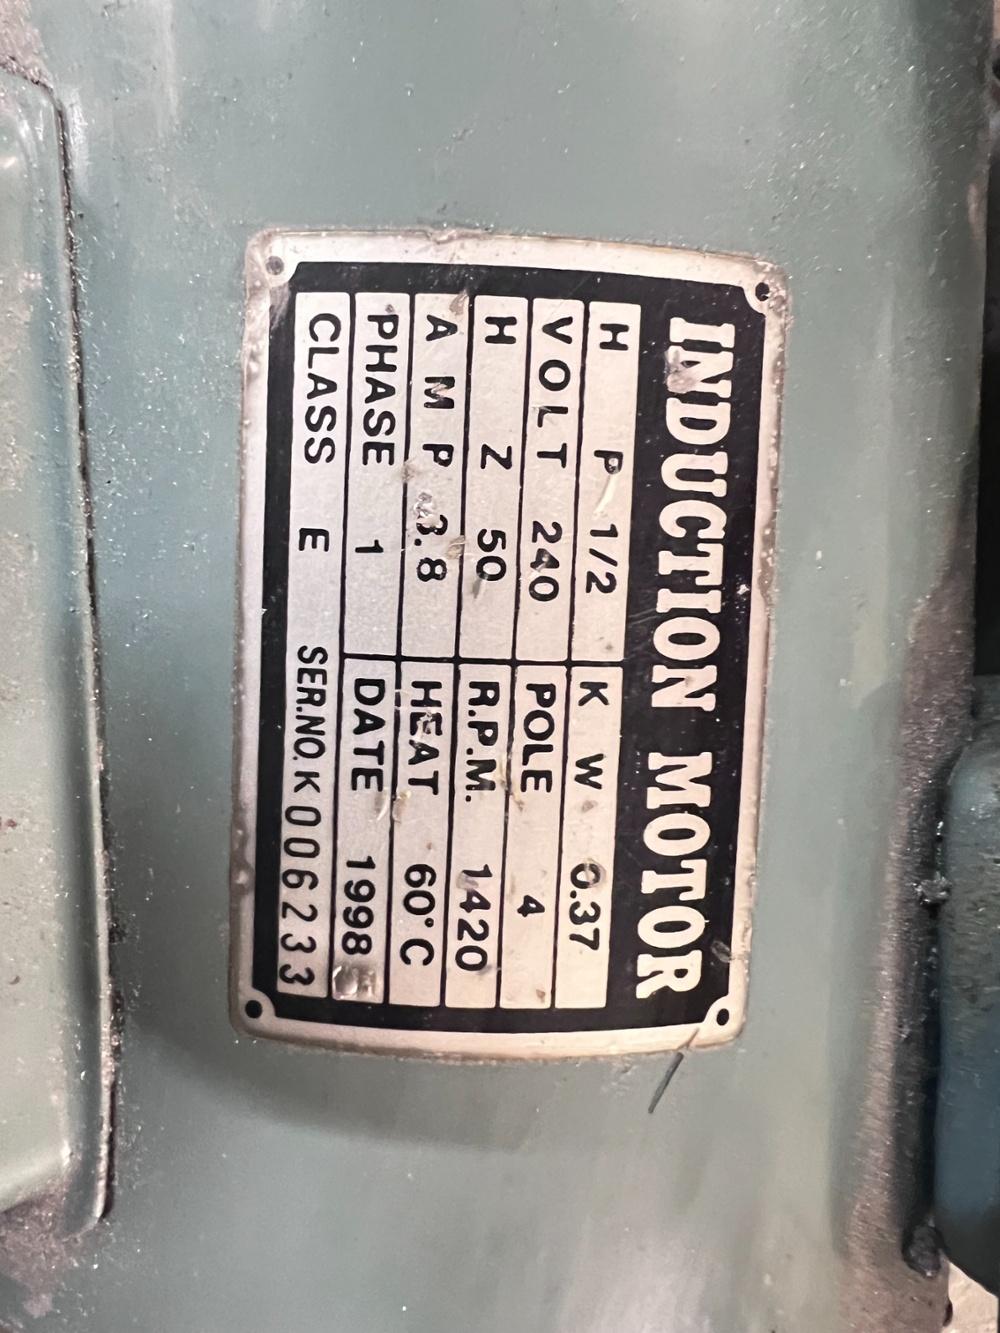 INDUCTION MOTOR
H P 1/2 K W 0.37
VOLT 240 POLE 4
H Z 50 R.P.M. 1420
A M P 3.8 HEAT 60°C
PHASE 1 DATE 1998
CLASS E SER.NO. K006233